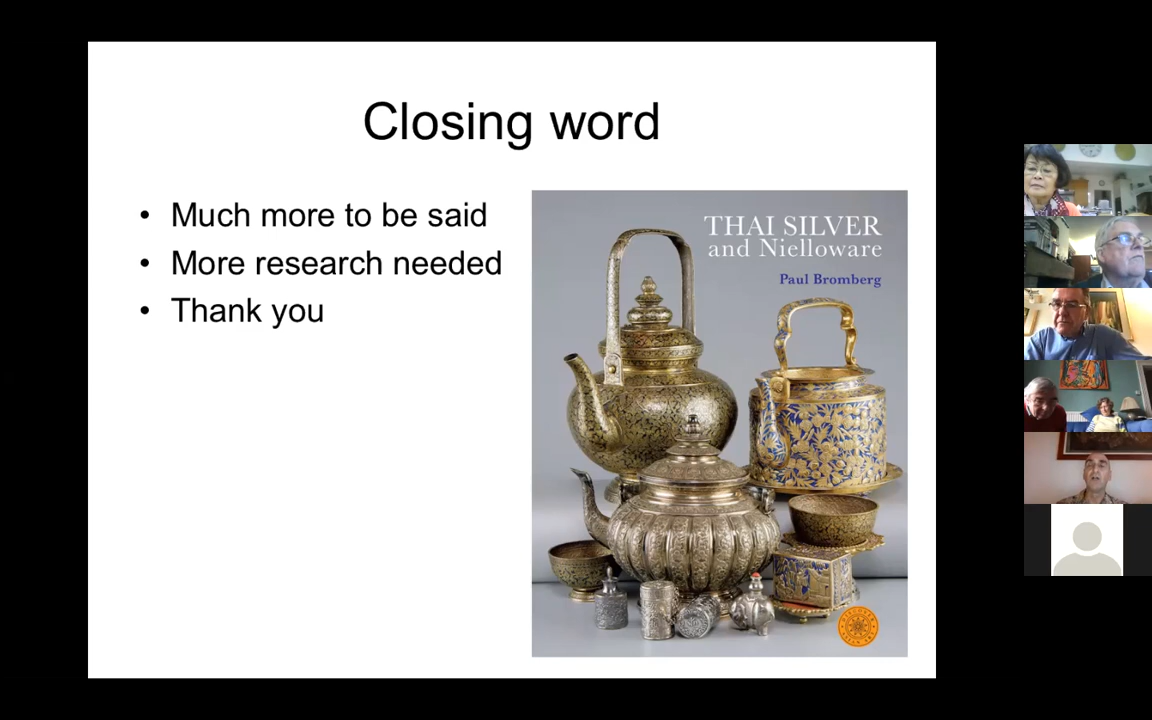 Closing word
• Much more to be said
• More research needed
• Thank you
THAI SILVER
and Nielloware
Paul Bromberg